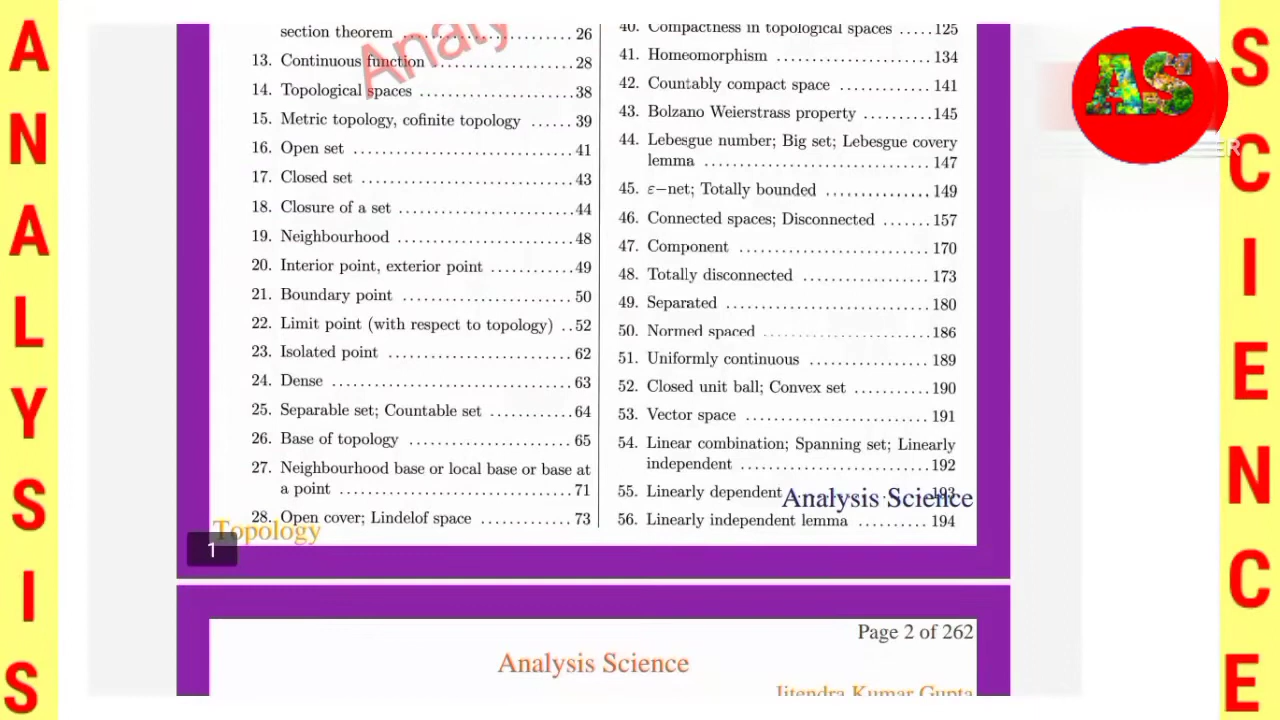 ANALYSIS
section theorem ........................ 26
13. Continuous function ................... 28
14. Topological spaces ..................... 38
15. Metric topology, cofinite topology ...... 39
16. Open set ................................ 41
17. Closed set .............................. 43
18. Closure of a set ........................ 44
19. Neighbourhood ........................ 48
20. Interior point, exterior point ............ 49
21. Boundary point ......................... 50
22. Limit point (with respect to topology) .. 52
23. Isolated point ........................... 62
24. Dense .................................. 63
25. Separable set; Countable set ............ 64
26. Base of topology ........................ 65
27. Neighbourhood base or local base or base at
a point .................................. 71
28. Open cover; Lindelof space ............. 73
Topology
1
40. Compactness in topological spaces ..... 125
41. Homeomorphism ...................... 134
42. Countably compact space ............. 141
43. Bolzano Weierstrass property .......... 145
44. Lebesgue number; Big set; Lebesgue covery
lemma ................................. 147
45. ε−net; Totally bounded ............... 149
46. Connected spaces; Disconnected ....... 157
47. Component ............................ 170
48. Totally disconnected .................... 173
49. Separated .............................. 180
50. Normed spaced ........................ 186
51. Uniformly continuous ................. 189
52. Closed unit ball; Convex set .......... 190
53. Vector space ........................... 191
54. Linear combination; Spanning set; Linearly
independent ............................ 192
55. Linearly dependent ..................... 193
Analysis Science
56. Linearly independent lemma .......... 194
Page 2 of 262
Analysis Science
Jitendra Kumar Gupta
AS
ER
SCIENCE